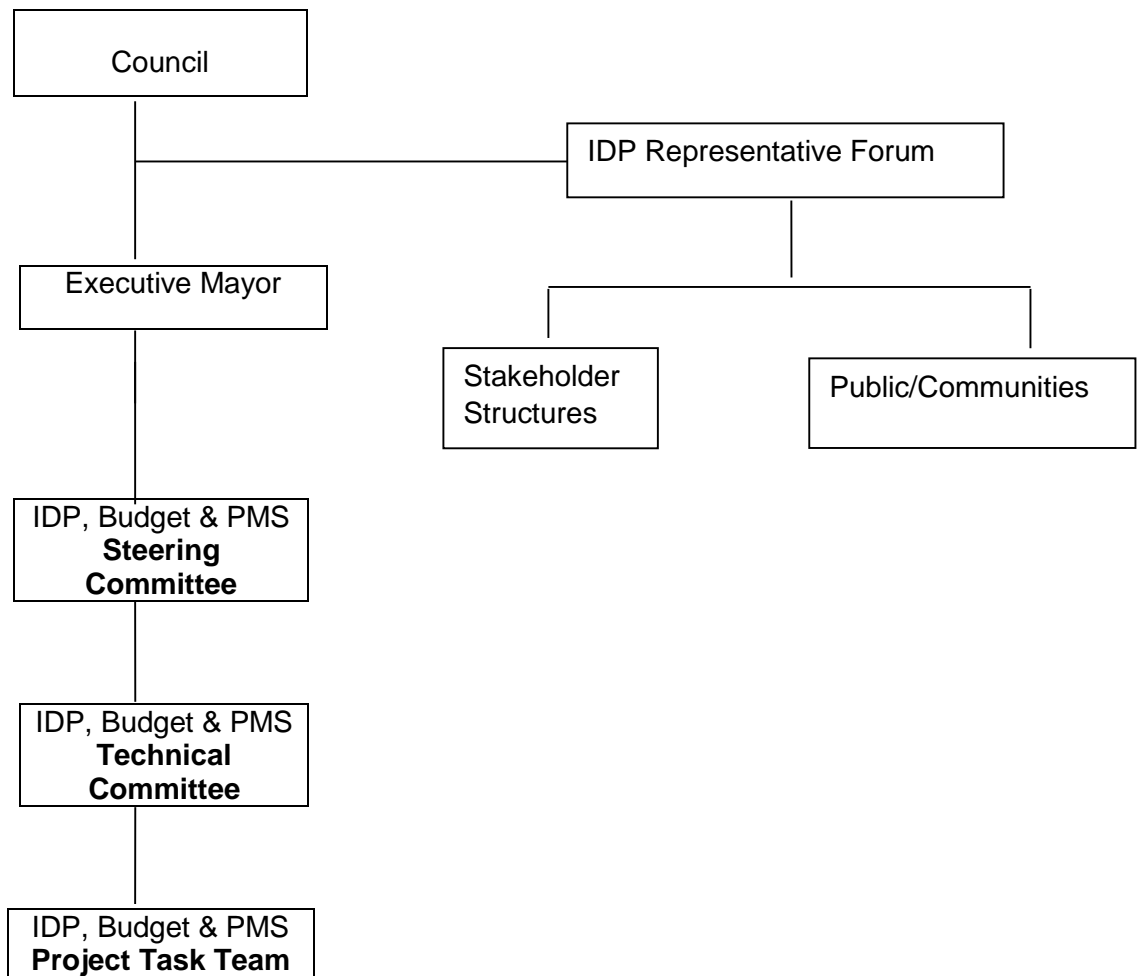 Council
IDP Representative Forum
Executive Mayor
Stakeholder
Structures
Public/Communities
IDP, Budget & PMS
Steering
Committee
IDP, Budget & PMS
Technical
Committee
IDP, Budget & PMS
Project Task Team